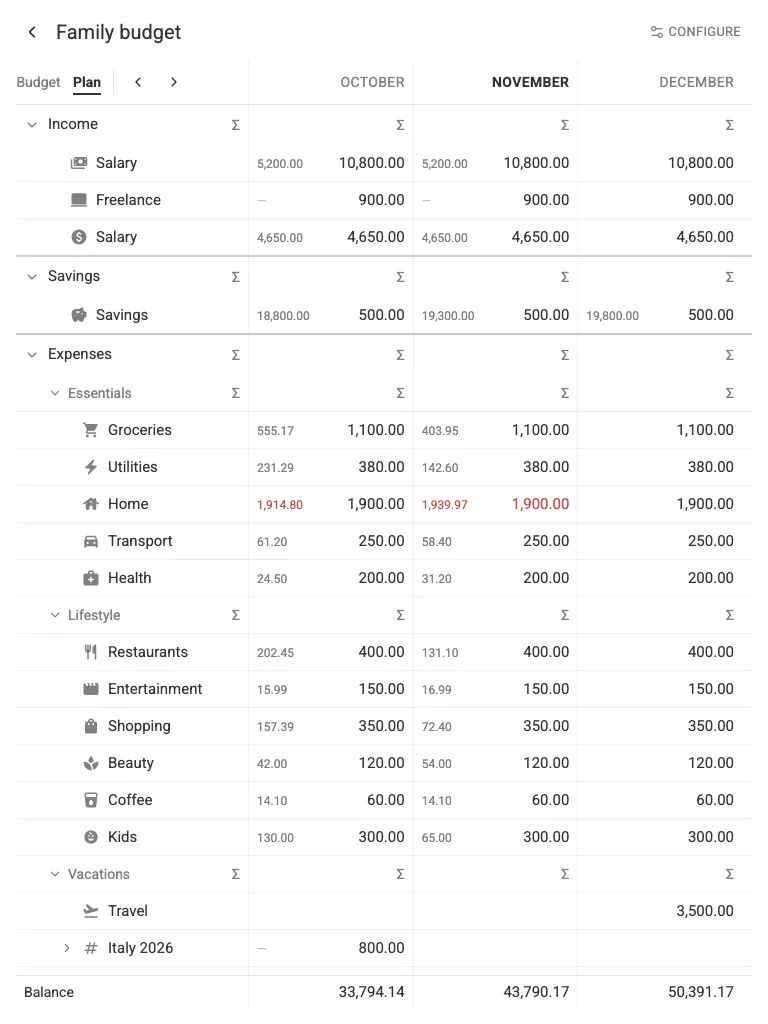 Family budget CONFIGURE
Budget Plan OCTOBER NOVEMBER DECEMBER
Income Σ Σ Σ Σ
Salary 5,200.00 10,800.00 5,200.00 10,800.00 10,800.00
Freelance – 900.00 – 900.00 900.00
Salary 4,650.00 4,650.00 4,650.00 4,650.00 4,650.00
Savings Σ Σ Σ Σ
Savings 18,800.00 500.00 19,300.00 500.00 19,800.00 500.00
Expenses Σ Σ Σ Σ
Essentials Σ Σ Σ Σ
Groceries 555.17 1,100.00 403.95 1,100.00 1,100.00
Utilities 231.29 380.00 142.60 380.00 380.00
Home 1,914.80 1,900.00 1,939.97 1,900.00 1,900.00
Transport 61.20 250.00 58.40 250.00 250.00
Health 24.50 200.00 31.20 200.00 200.00
Lifestyle Σ Σ Σ Σ
Restaurants 202.45 400.00 131.10 400.00 400.00
Entertainment 15.99 150.00 16.99 150.00 150.00
Shopping 157.39 350.00 72.40 350.00 350.00
Beauty 42.00 120.00 54.00 120.00 120.00
Coffee 14.10 60.00 14.10 60.00 60.00
Kids 130.00 300.00 65.00 300.00 300.00
Vacations Σ Σ Σ Σ
Travel 3,500.00
# Italy 2026 – 800.00
Balance 33,794.14 43,790.17 50,391.17